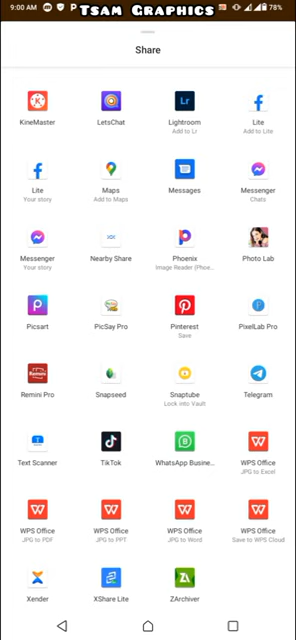 9:00 AM
Tsam Graphics
78%
Share
KineMaster
LetsChat
Lightroom
Add to Lr
Lite
Add to Lite
Lite
Your story
Maps
Add to Maps
Messages
Messenger
Chats
Messenger
Your story
Nearby Share
Phoenix
Image Reader (Phoe...
Photo Lab
Picsart
PicSay Pro
Pinterest
Save
PixelLab Pro
Remini Pro
Snapseed
Snaptube
Lock into Vault
Telegram
Text Scanner
TikTok
WhatsApp Busine...
WPS Office
JPG to Excel
WPS Office
JPG to PDF
WPS Office
JPG to PPT
WPS Office
JPG to Word
WPS Office
Save to WPS Cloud
Xender
XShare Lite
ZArchiver